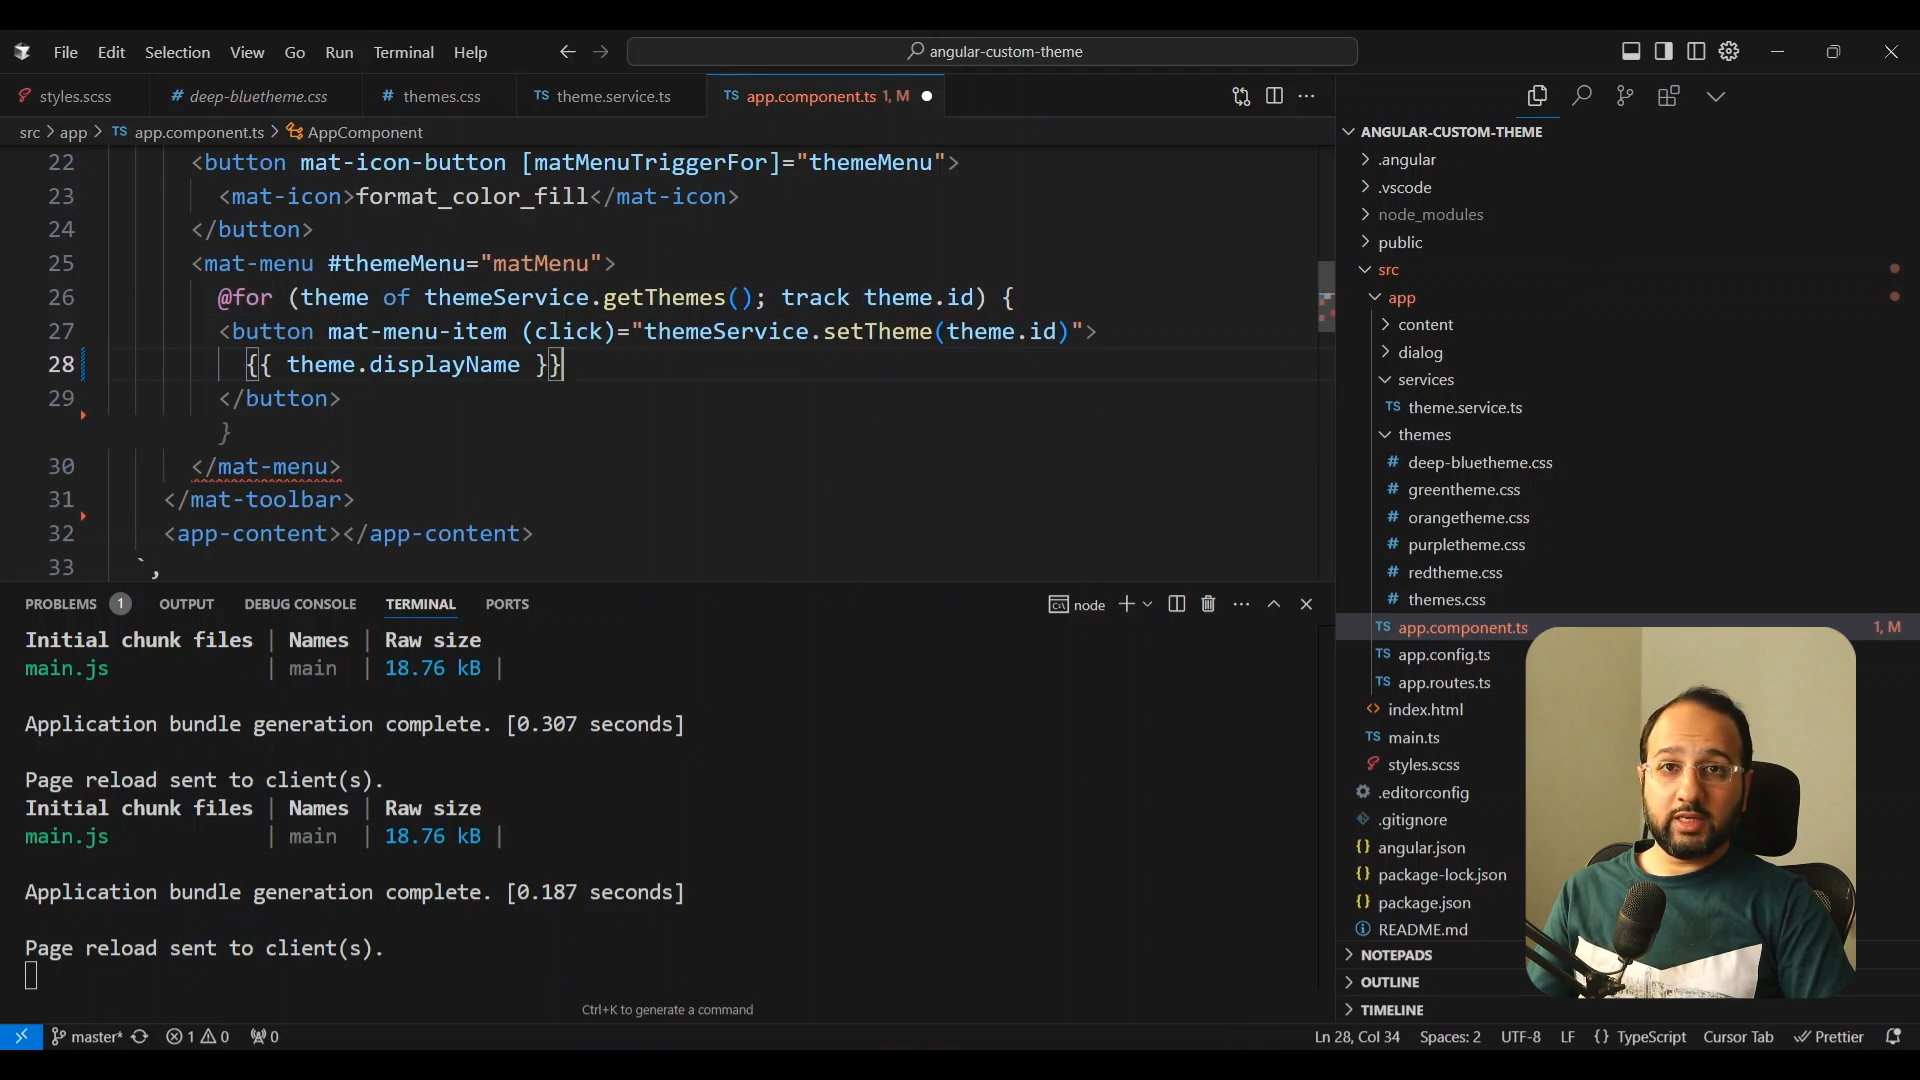 File Edit Selection View Go Run Terminal Help
angular-custom-theme
styles.scss
# deep-bluetheme.css
# themes.css
TS theme.service.ts
TS app.component.ts 1, M
src > app > TS app.component.ts > AppComponent
22 <button mat-icon-button [matMenuTriggerFor]="themeMenu">
23 <mat-icon>format_color_fill</mat-icon>
24 </button>
25 <mat-menu #themeMenu="matMenu">
26 @for (theme of themeService.getThemes(); track theme.id) {
27 <button mat-menu-item (click)="themeService.setTheme(theme.id)">
28 {{ theme.displayName }}
29 </button>
}
30 </mat-menu>
31 </mat-toolbar>
32 <app-content></app-content>
33 `,
PROBLEMS 1 OUTPUT DEBUG CONSOLE TERMINAL PORTS
node
Initial chunk files | Names | Raw size
main.js | main | 18.76 kB |
Application bundle generation complete. [0.307 seconds]
Page reload sent to client(s).
Initial chunk files | Names | Raw size
main.js | main | 18.76 kB |
Application bundle generation complete. [0.187 seconds]
Page reload sent to client(s).
Ctrl+K to generate a command
ANGULAR-CUSTOM-THEME
.angular
.vscode
node_modules
public
src
app
content
dialog
services
TS theme.service.ts
themes
# deep-bluetheme.css
# greentheme.css
# orangetheme.css
# purpletheme.css
# redtheme.css
# themes.css
TS app.component.ts 1, M
TS app.config.ts
TS app.routes.ts
<> index.html
TS main.ts
styles.scss
.editorconfig
.gitignore
{} angular.json
{} package-lock.json
{} package.json
README.md
NOTEPADS
OUTLINE
TIMELINE
master* 1 0 0
Ln 28, Col 34 Spaces: 2 UTF-8 LF {} TypeScript Cursor Tab Prettier